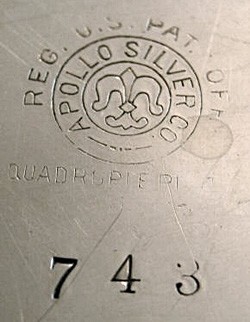 REG. U.S. PAT. OFF
APOLLO SILVER CO.
QUADRUPLE
743